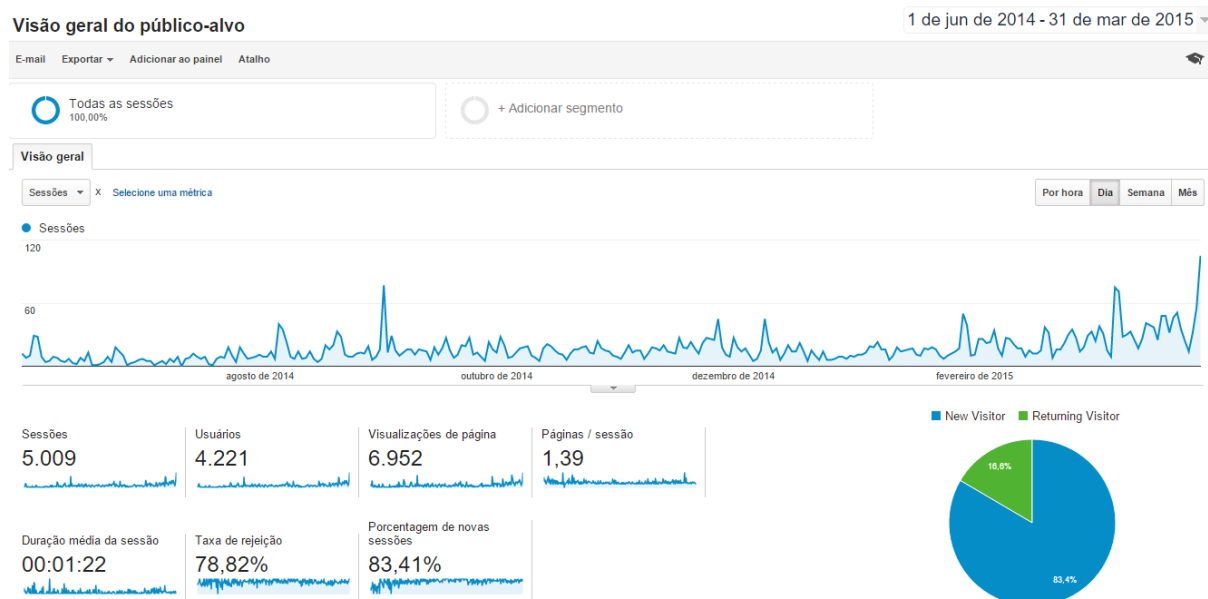 Visão geral do público-alvo
1 de jun de 2014 - 31 de mar de 2015
E-mail Exportar Adicionar ao painel Atalho
Todas as sessões
100,00%
+ Adicionar segmento
Visão geral
Sessões X Selecione uma métrica
Por hora Dia Semana Mês
Sessões
120
60
agosto de 2014 outubro de 2014 dezembro de 2014 fevereiro de 2015
New Visitor Returning Visitor
Sessões
5.009
Usuários
4.221
Visualizações de página
6.952
Páginas / sessão
1,39
16,6%
83,4%
Duração média da sessão
00:01:22
Taxa de rejeição
78,82%
Porcentagem de novas
sessões
83,41%